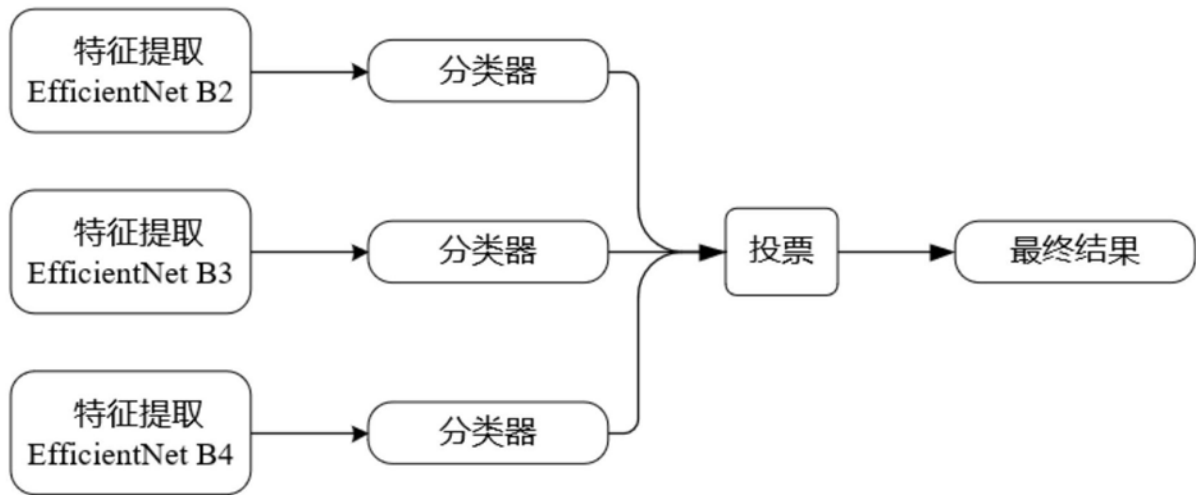 特征提取
EfficientNet B2
分类器
特征提取
EfficientNet B3
分类器
投票
最终结果
特征提取
EfficientNet B4
分类器